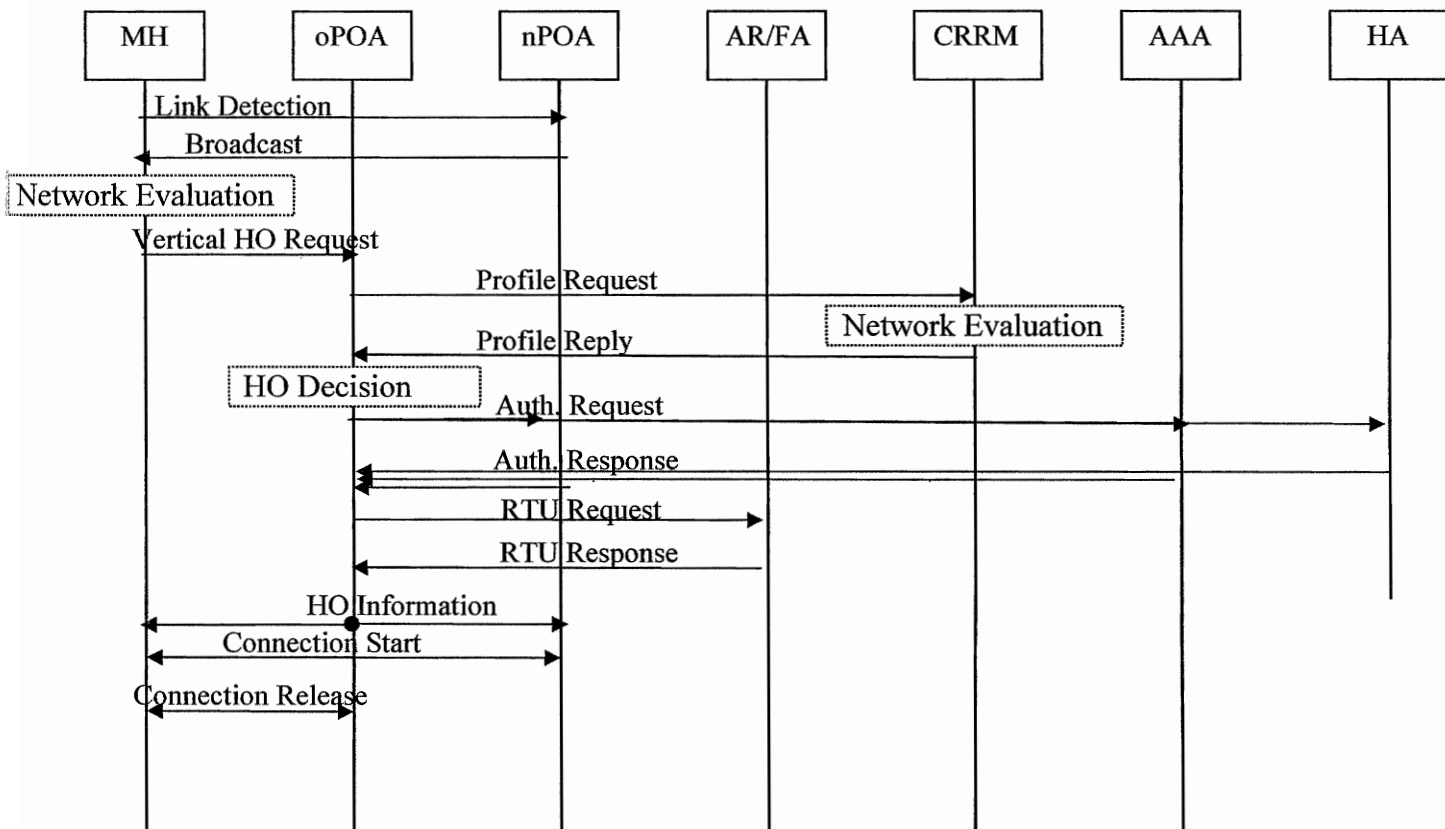 MH oPOA nPOA AR/FA CRRM AAA HA
Link Detection
Broadcast
Network Evaluation
Vertical HO Request
Profile Request
Network Evaluation
Profile Reply
HO Decision
Auth. Request
Auth. Response
RTU Request
RTU Response
HO Information
Connection Start
Connection Release